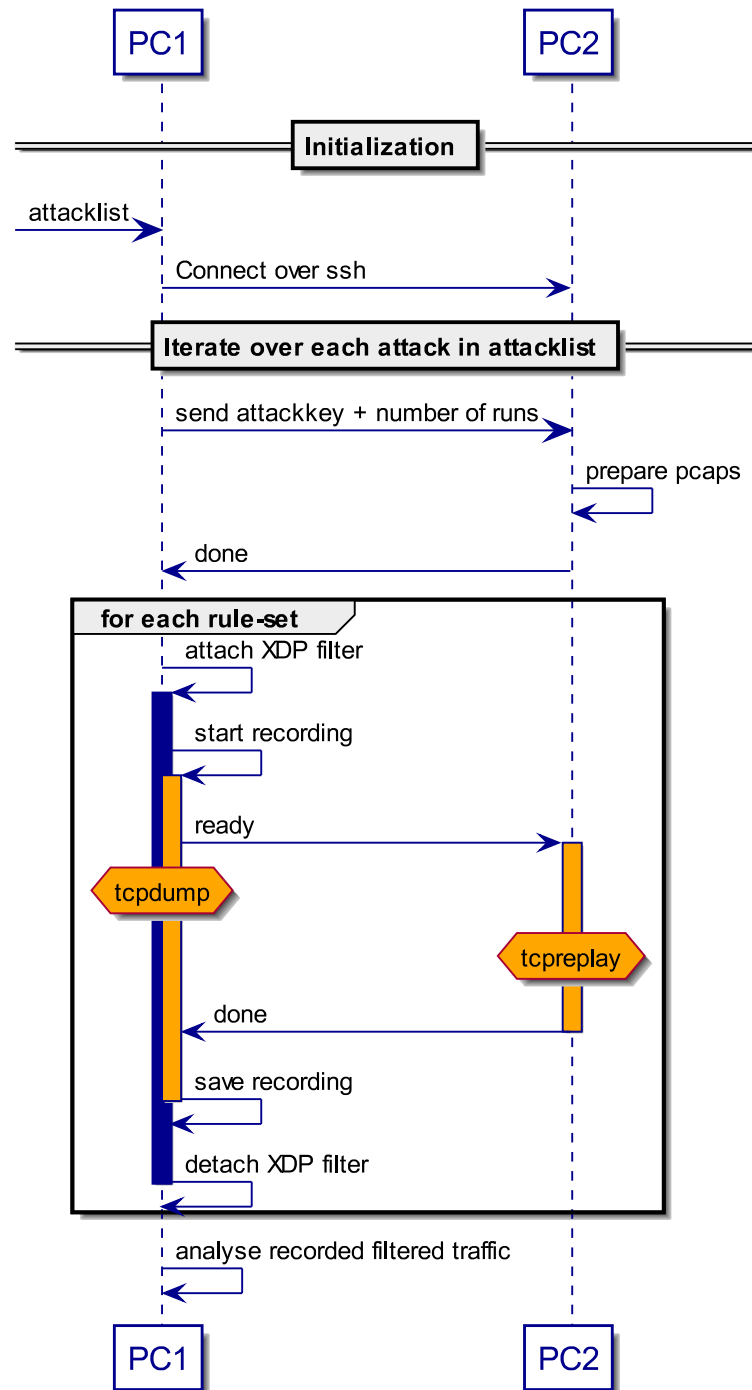 PC1
PC2
Initialization
attacklist
Connect over ssh
Iterate over each attack in attacklist
send attackkey + number of runs
prepare pcaps
done
for each rule-set
attach XDP filter
start recording
ready
tcpdump
tcpreplay
done
save recording
detach XDP filter
analyse recorded filtered traffic
PC1
PC2